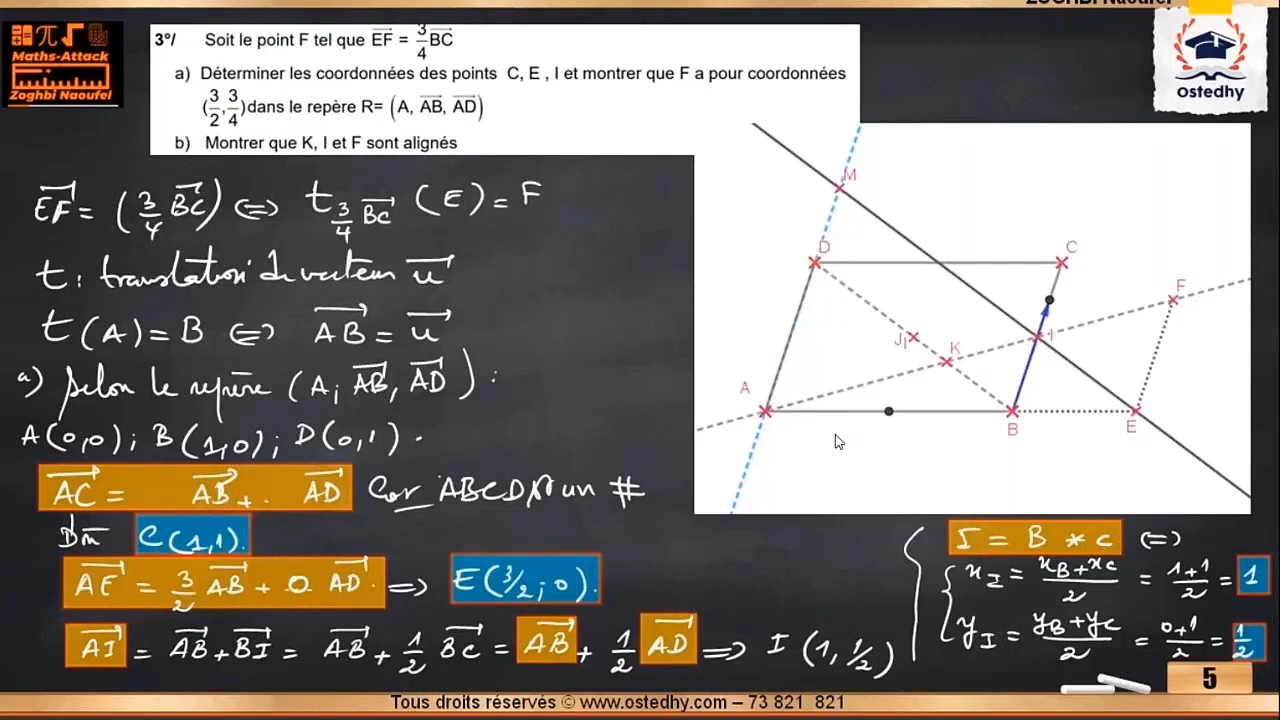 ZOGHBI Naoufel
Maths-Attack
Zoghbi Naoufel
Ostedhy
3°/ Soit le point F tel que EF = 3/4 BC
a) Déterminer les coordonnées des points C, E , I et montrer que F a pour coordonnées
(3/2, 3/4) dans le repère R= (A, AB, AD)
b) Montrer que K, I et F sont alignés
EF = (3/4 BC) ⇔ t 3/4 BC (E) = F
t : translation de vecteur u
t (A) = B ⇔ AB = u
a) Selon le repère (A; AB, AD) :
A(0,0) ; B(1,0) ; D(0,1) .
AC = AB + . AD Car ABCD un #
C(1,1).
AE = 3/2 AB + 0. AD ⇒ E(3/2 ; 0).
AI = AB + BI = AB + 1/2 BC = AB + 1/2 AD ⇒ I (1, 1/2)
M
D
C
F
J
I
K
A
B
E
I = B * C ⇔
xI = xB + xC / 2 = 1+1 / 2 = 1
yI = yB + yC / 2 = 0+1 / 2 = 1/2
5
Tous droits réservés © www.ostedhy.com – 73 821 821